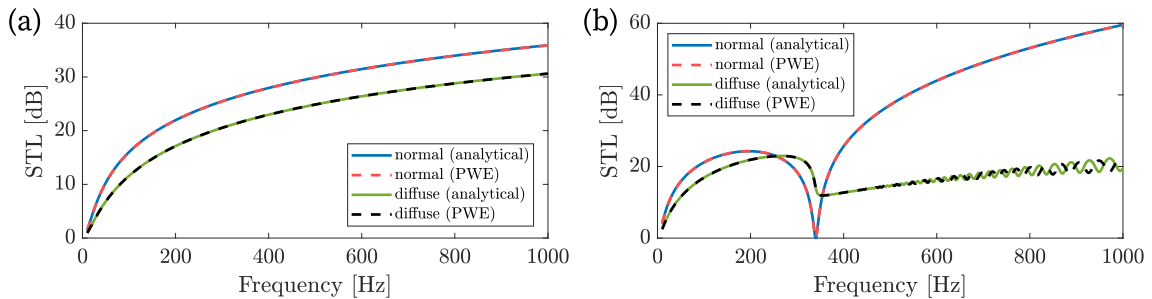 (a)
40
30
20
10
0
STL [dB]
0
200
400
600
800
1000
Frequency [Hz]
normal (analytical)
normal (PWE)
diffuse (analytical)
diffuse (PWE)
(b)
60
40
20
0
STL [dB]
0
200
400
600
800
1000
Frequency [Hz]
normal (analytical)
normal (PWE)
diffuse (analytical)
diffuse (PWE)